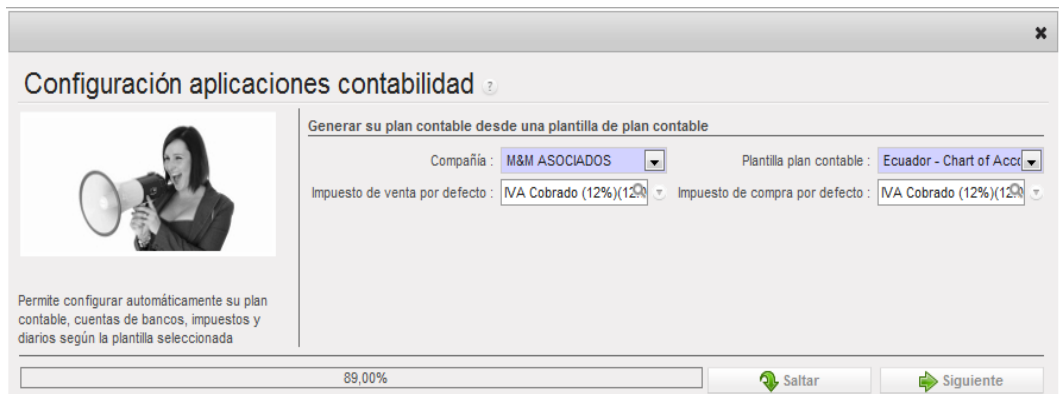 Configuración aplicaciones contabilidad ?
Generar su plan contable desde una plantilla de plan contable
Compañía : M&M ASOCIADOS Plantilla plan contable : Ecuador - Chart of Acco
Impuesto de venta por defecto : IVA Cobrado (12%)(12 Impuesto de compra por defecto : IVA Cobrado (12%)(12
Permite configurar automáticamente su plan
contable, cuentas de bancos, impuestos y
diarios según la plantilla seleccionada
89,00% Saltar Siguiente